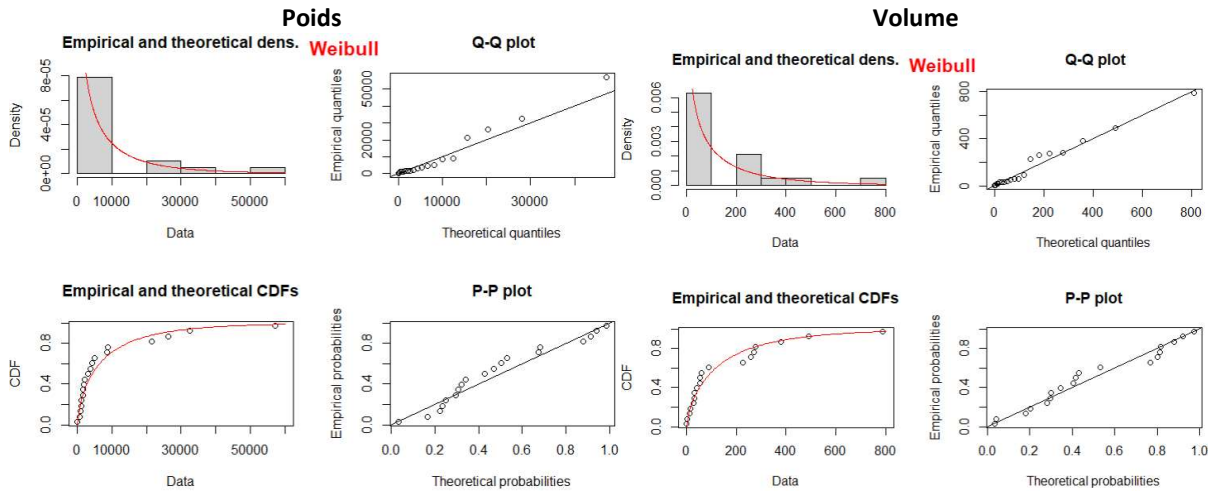 Poids
Volume
Empirical and theoretical dens.
Weibull
Q-Q plot
Density
0e+00 4e-05 8e-05
0 10000 30000 50000
Data
Empirical quantiles
0 20000 50000
0 10000 30000
Theoretical quantiles
Empirical and theoretical dens.
Weibull
Q-Q plot
Density
0.000 0.003 0.006
0 200 400 600 800
Data
Empirical quantiles
0 400 800
0 200 400 600 800
Theoretical quantiles
Empirical and theoretical CDFs
P-P plot
CDF
0.0 0.4 0.8
0 10000 30000 50000
Data
Empirical probabilities
0.0 0.4 0.8
0.0 0.2 0.4 0.6 0.8 1.0
Theoretical probabilities
Empirical and theoretical CDFs
P-P plot
CDF
0.0 0.4 0.8
0 200 400 600 800
Data
Empirical probabilities
0.0 0.4 0.8
0.0 0.2 0.4 0.6 0.8 1.0
Theoretical probabilities